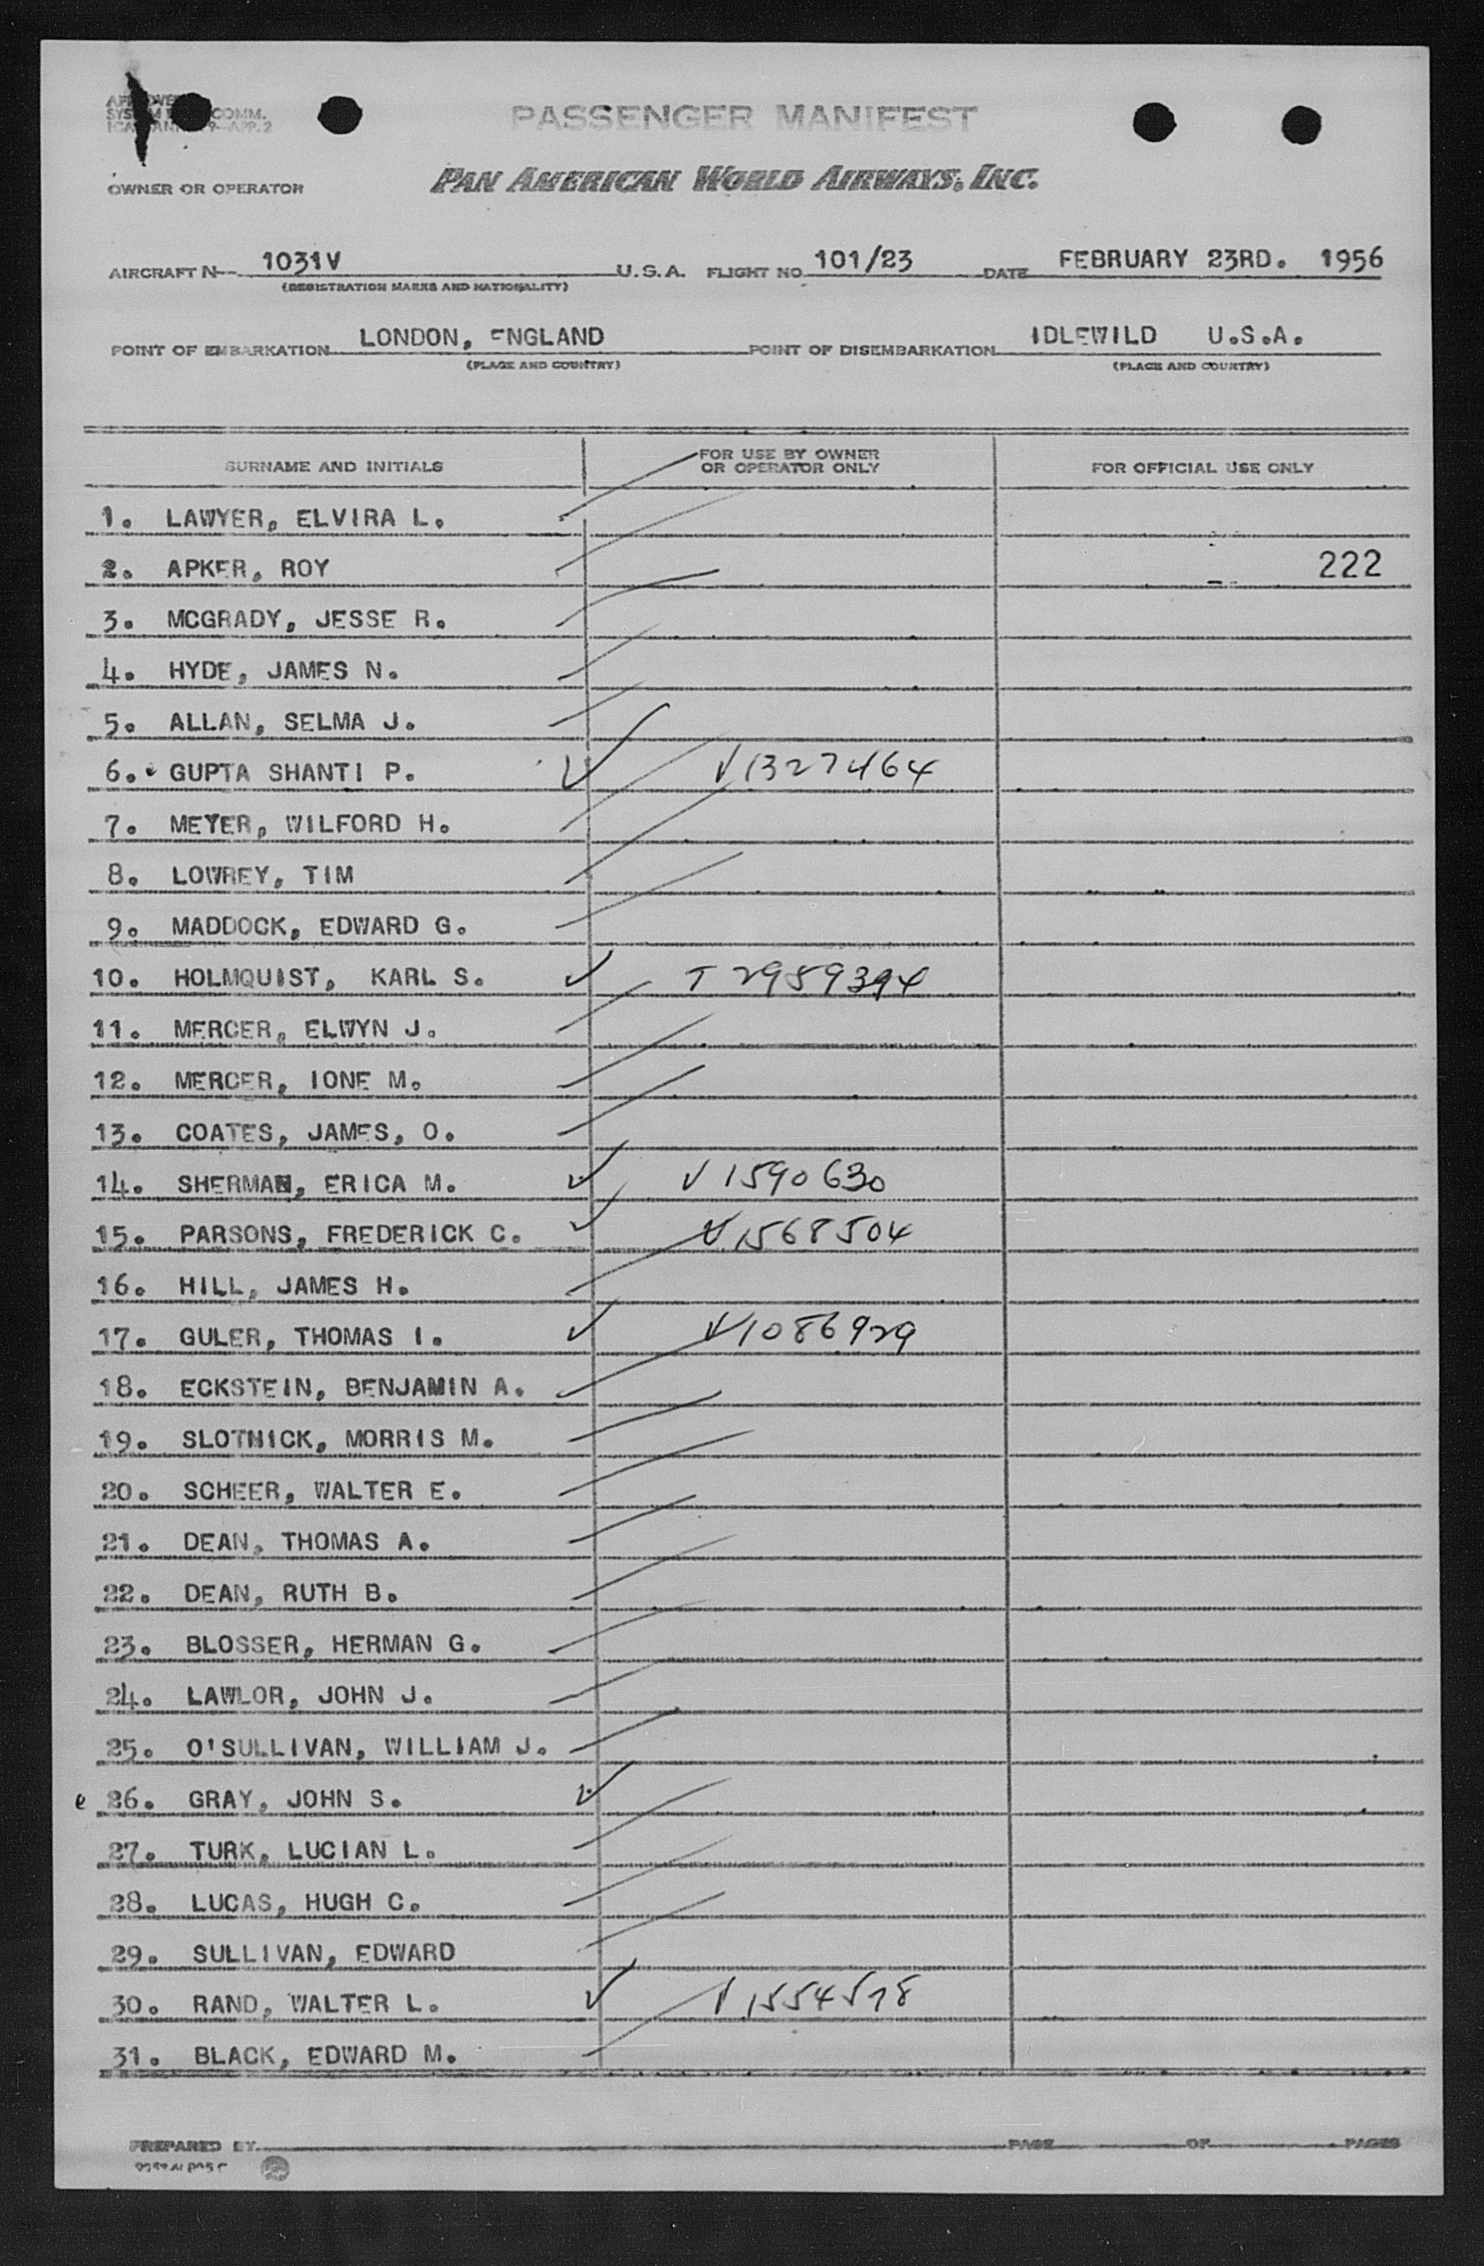 PASSENGER MANIFEST
OWNER OR OPERATOR PAN AMERICAN WORLD AIRWAYS, INC.
AIRCRAFT N 1031V U.S.A. FLIGHT NO. 101/23 DATE FEBRUARY 23RD. 1956
(REGISTRATION MARKS AND NATIONALITY)
POINT OF EMBARKATION LONDON, ENGLAND POINT OF DISEMBARKATION IDLEWILD U.S.A.
(PLACE AND COUNTRY) (PLACE AND COUNTRY)
SURNAME AND INITIALS FOR USE BY OWNER OR OPERATOR ONLY FOR OFFICIAL USE ONLY
1. LAWYER, ELVIRA L.
2. APKER, ROY 222
3. MCGRADY, JESSE R.
4. HYDE, JAMES N.
5. ALLAN, SELMA J.
6. GUPTA SHANTI P. V1327464
7. MEYER, WILFORD H.
8. LOWREY, TIM
9. MADDOCK, EDWARD G.
10. HOLMQUIST, KARL S. T 2959394
11. MERCER, ELWYN J.
12. MERCER, IONE M.
13. COATES, JAMES, O.
14. SHERMAN, ERICA M. V 1590630
15. PARSONS, FREDERICK C. V1568504
16. HILL, JAMES H.
17. GULER, THOMAS I. V1086929
18. ECKSTEIN, BENJAMIN A.
19. SLOTNICK, MORRIS M.
20. SCHEER, WALTER E.
21. DEAN, THOMAS A.
22. DEAN, RUTH B.
23. BLOSSER, HERMAN G.
24. LAWLOR, JOHN J.
25. O'SULLIVAN, WILLIAM J.
e 26. GRAY, JOHN S.
27. TURK, LUCIAN L.
28. LUCAS, HUGH C.
29. SULLIVAN, EDWARD
30. RAND, WALTER L. V1554578
31. BLACK, EDWARD M.
PREPARED BY PAGE OF PAGES